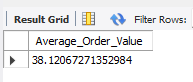 Result Grid Filter Rows:
Average_Order_Value
38.12067271352984